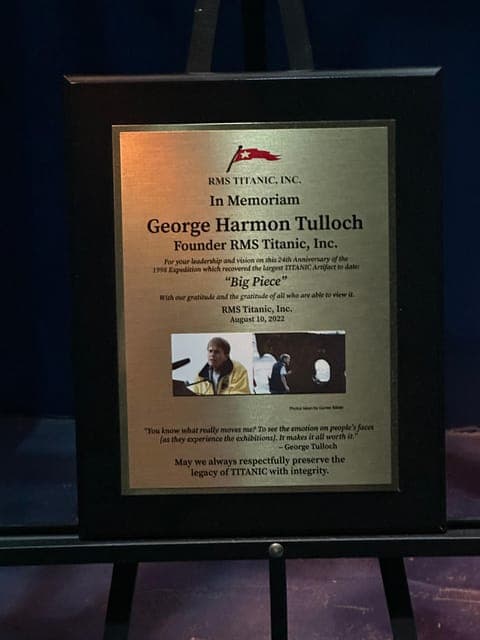 RMS TITANIC, INC.
In Memoriam
George Harmon Tulloch
Founder RMS Titanic, Inc.
For your leadership and vision on this 24th Anniversary of the
1998 Expedition which recovered the largest TITANIC Artifact to date:
"Big Piece"
With our gratitude and the gratitude of all who are able to view it.
RMS Titanic, Inc.
August 10, 2022
Photos taken by
"You know what really moves me? To see the emotion on people's faces
[as they experience the exhibitions]. It makes it all worth it."
– George Tulloch
May we always respectfully preserve the
legacy of TITANIC with integrity.